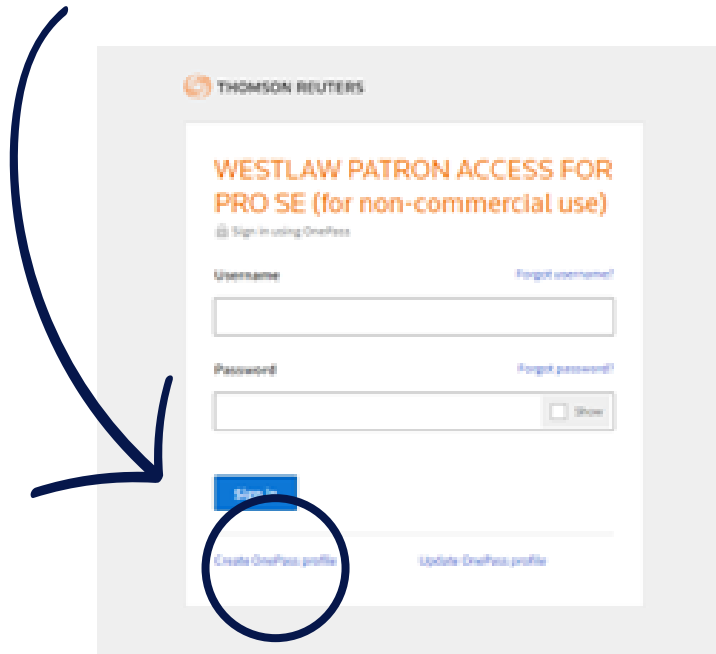 THOMSON REUTERS
WESTLAW PATRON ACCESS FOR
PRO SE (for non-commercial use)
Sign in using OnePass
Username Forgot username?
Password Forgot password?
Show
Sign in
Create OnePass profile Update OnePass profile